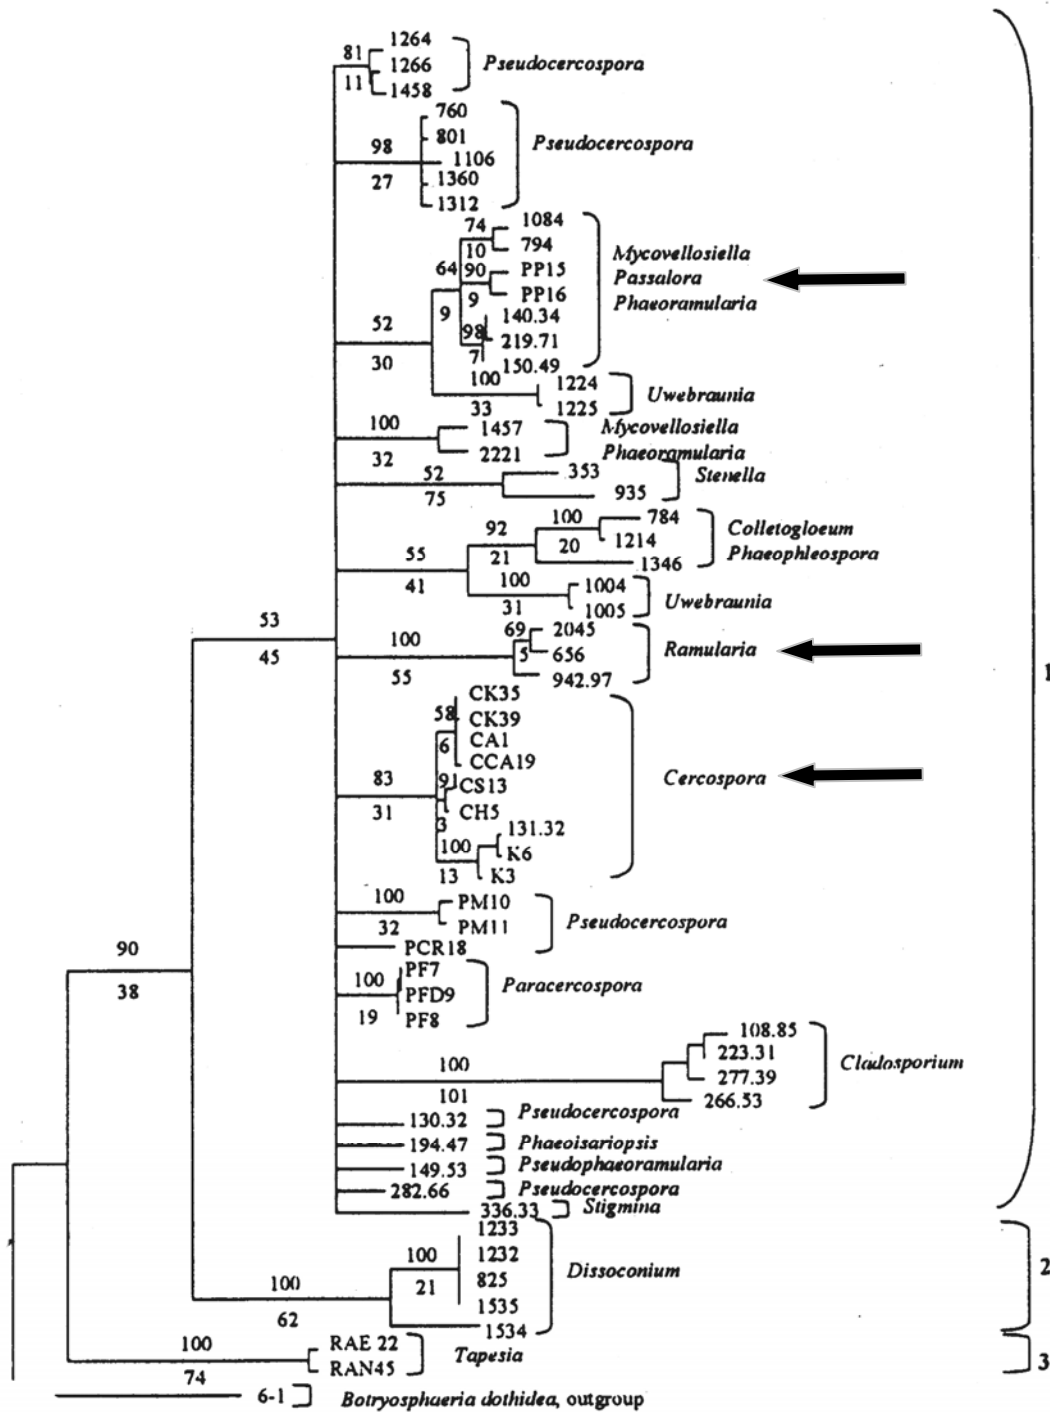 1264
81
1266
Pseudocercospora
11
1458
760
801
98
1106
Pseudocercospora
27
1360
1312
74
1084
10
794
Mycovellosiella
64
90
PP15
Passalora
9
9
PP16
Phaeoramularia
140.34
52
98
219.71
30
7
150.49
100
1224
Uwebraunia
33
1225
100
1457
Mycovellosiella
32
2221
Phaeoramularia
52
353
Stenella
75
935
100
784
92
1214
Colletogloeum
55
21
20
Phaeophleospora
1346
41
100
1004
Uwebraunia
31
1005
53
69
2045
100
5
656
Ramularia
45
55
942.97
1
CK35
58
CK39
6
CA1
CCA19
83
9
CS13
Cercospora
31
CH5
3
131.32
100
K6
13
K3
100
PM10
32
PM11
Pseudocercospora
90
PCR18
100
PF7
38
PFD9
Paracercospora
19
PF8
108.85
100
223.31
Cladosporium
277.39
101
266.53
130.32
Pseudocercospora
194.47
Phaeoisariopsis
149.53
Pseudophaeoramularia
282.66
Pseudocercospora
336.33
Stigmina
1233
100
1232
Dissoconium
2
100
21
825
62
1535
1534
100
RAE 22
Tapesia
3
74
RAN45
6-1
Botryosphaeria dothidea, outgroup